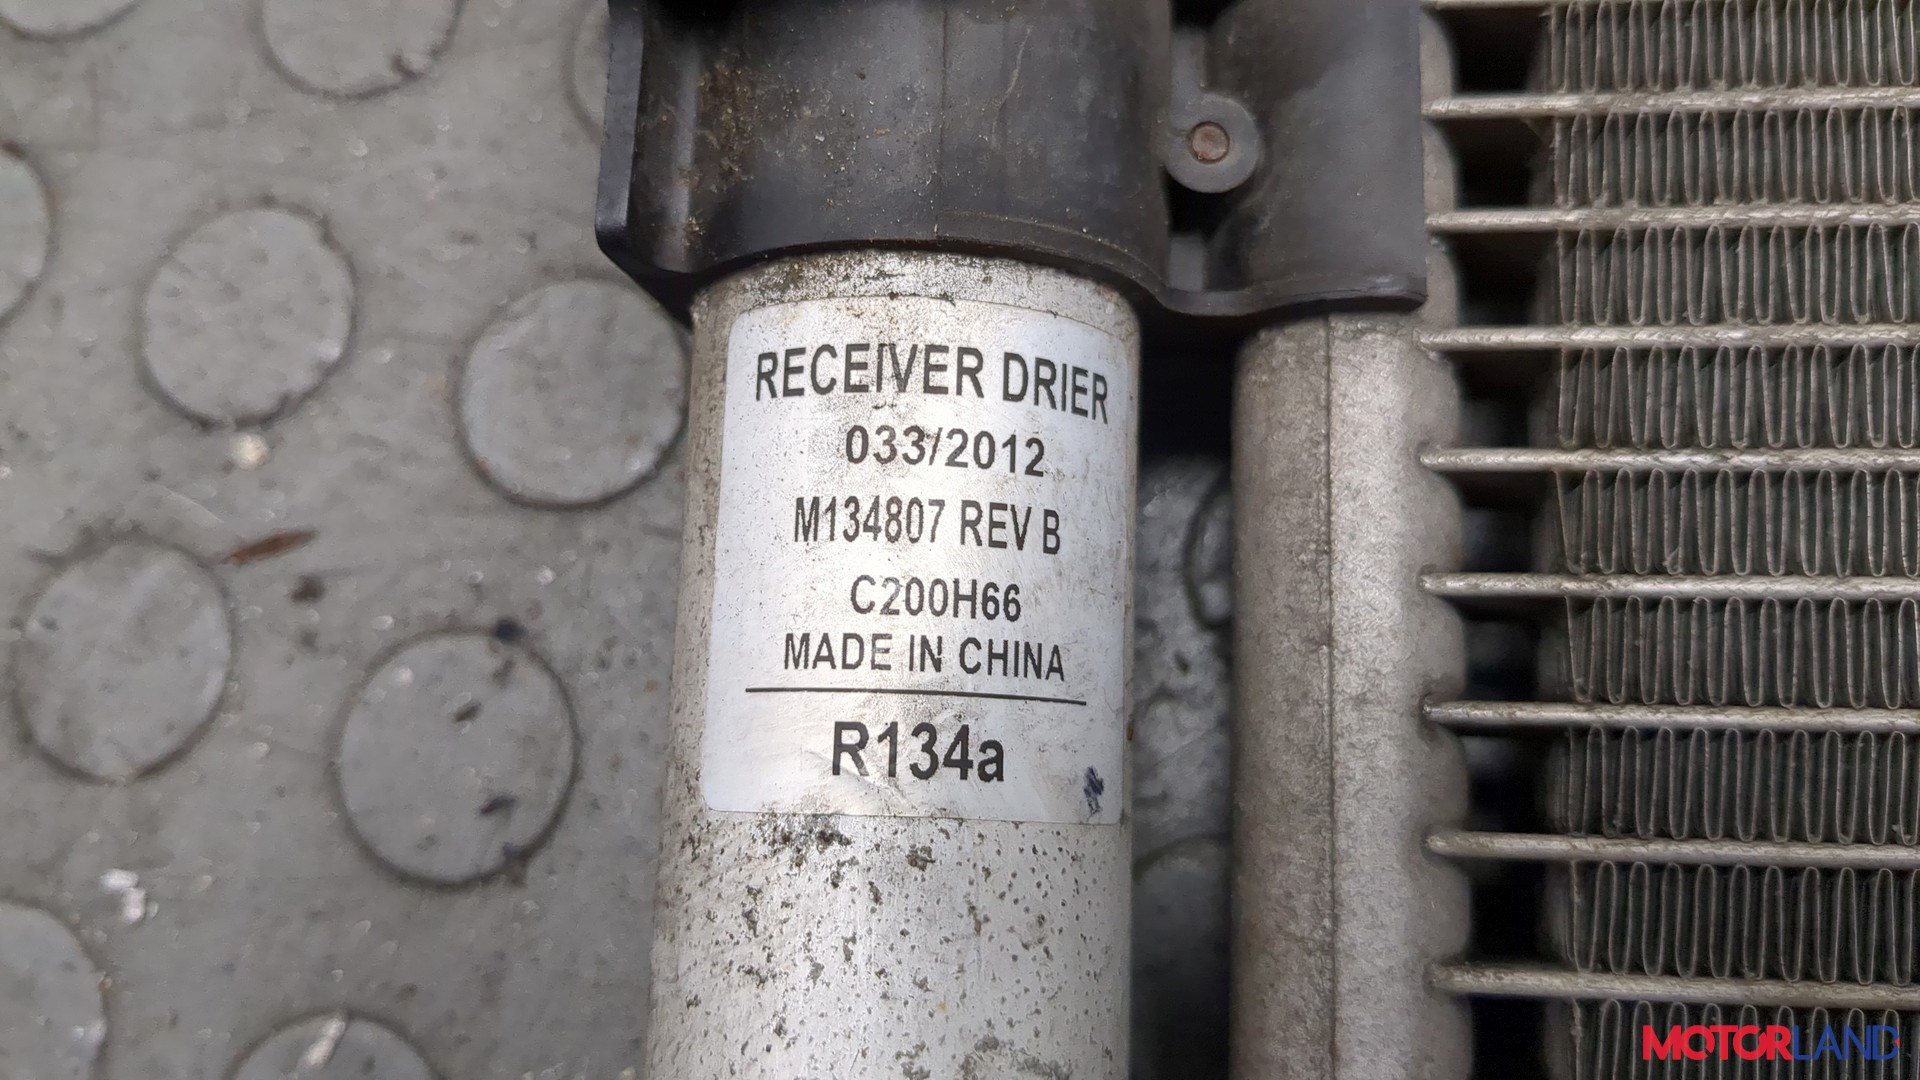 RECEIVER DRIER
033/2012
M134807 REV B
C200H66
MADE IN CHINA
R134a
MOTORLAND